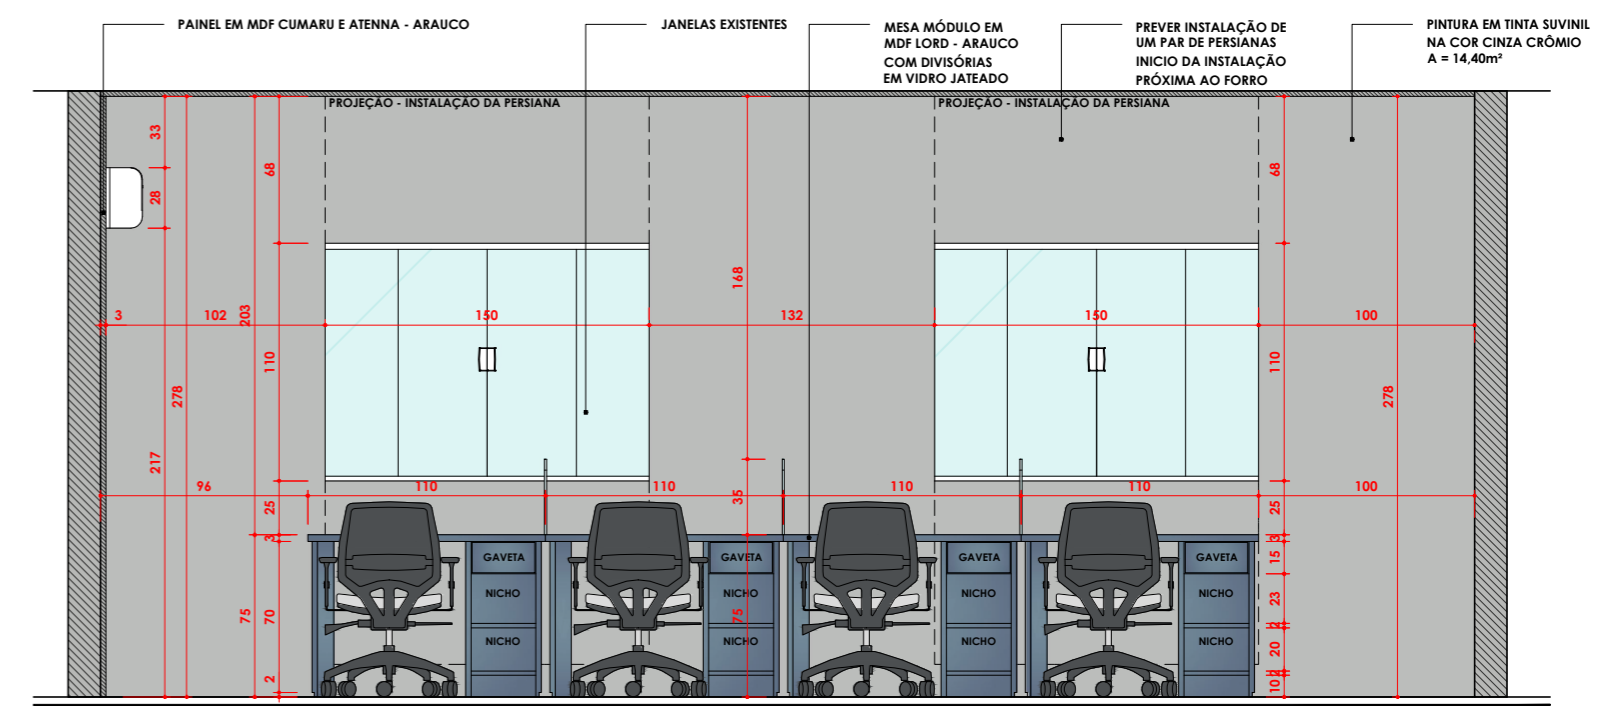 PAINEL EM MDF CUMARU E ATENNA - ARAUCO
JANELAS EXISTENTES
MESA MÓDULO EM
MDF LORD - ARAUCO
COM DIVISÓRIAS
EM VIDRO JATEADO
PREVER INSTALAÇÃO DE
UM PAR DE PERSIANAS
INICIO DA INSTALAÇÃO
PRÓXIMA AO FORRO
PINTURA EM TINTA SUVINIL
NA COR CINZA CRÔMIO
A = 14,40m²
PROJEÇÃO - INSTALAÇÃO DA PERSIANA
PROJEÇÃO - INSTALAÇÃO DA PERSIANA
33
28
217
278
203
75
68
110
25
3
70
2
168
35
75
68
110
25
3
15
23
2
20
2
10
278
3 102 150 132 150 100
96 110 110 110 110 100
GAVETA GAVETA GAVETA GAVETA
NICHO NICHO NICHO NICHO
NICHO NICHO NICHO NICHO